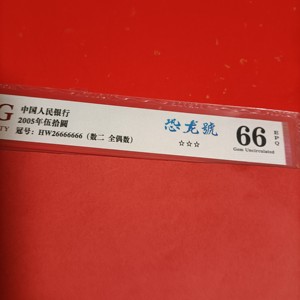 G
TY
中国人民银行
2005年伍拾圆
冠号：HW26666666（数二 全偶数）
恐龙號
☆☆☆
66
EPQ
Gem Uncirculated